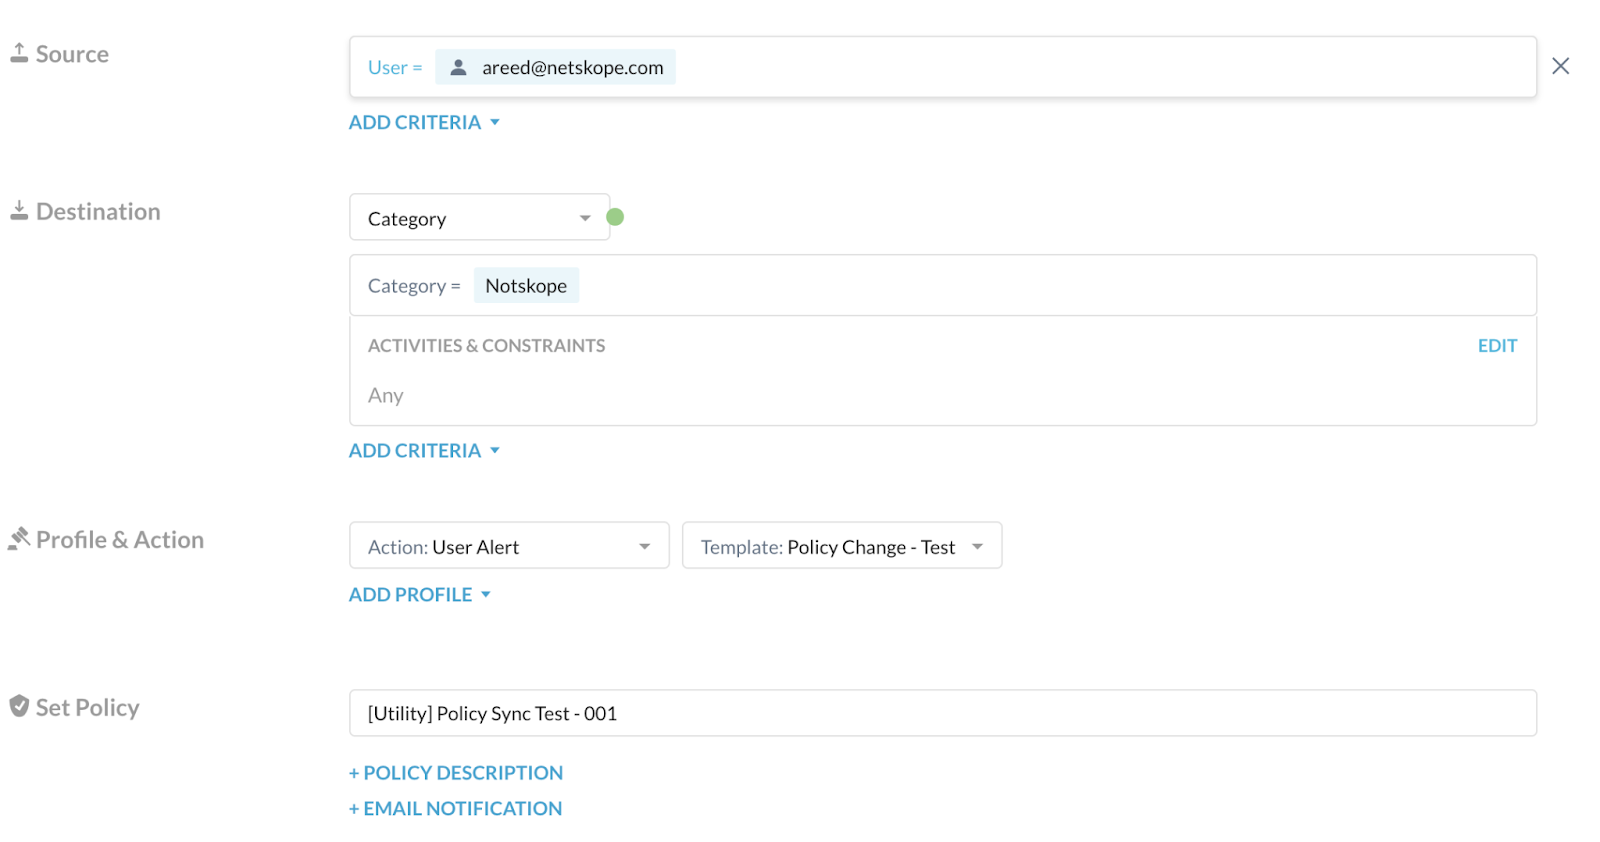 Source
User = areed@netskope.com
ADD CRITERIA
Destination
Category
Category = Notskope
ACTIVITIES & CONSTRAINTS EDIT
Any
ADD CRITERIA
Profile & Action
Action: User Alert Template: Policy Change - Test
ADD PROFILE
Set Policy
[Utility] Policy Sync Test - 001
+ POLICY DESCRIPTION
+ EMAIL NOTIFICATION